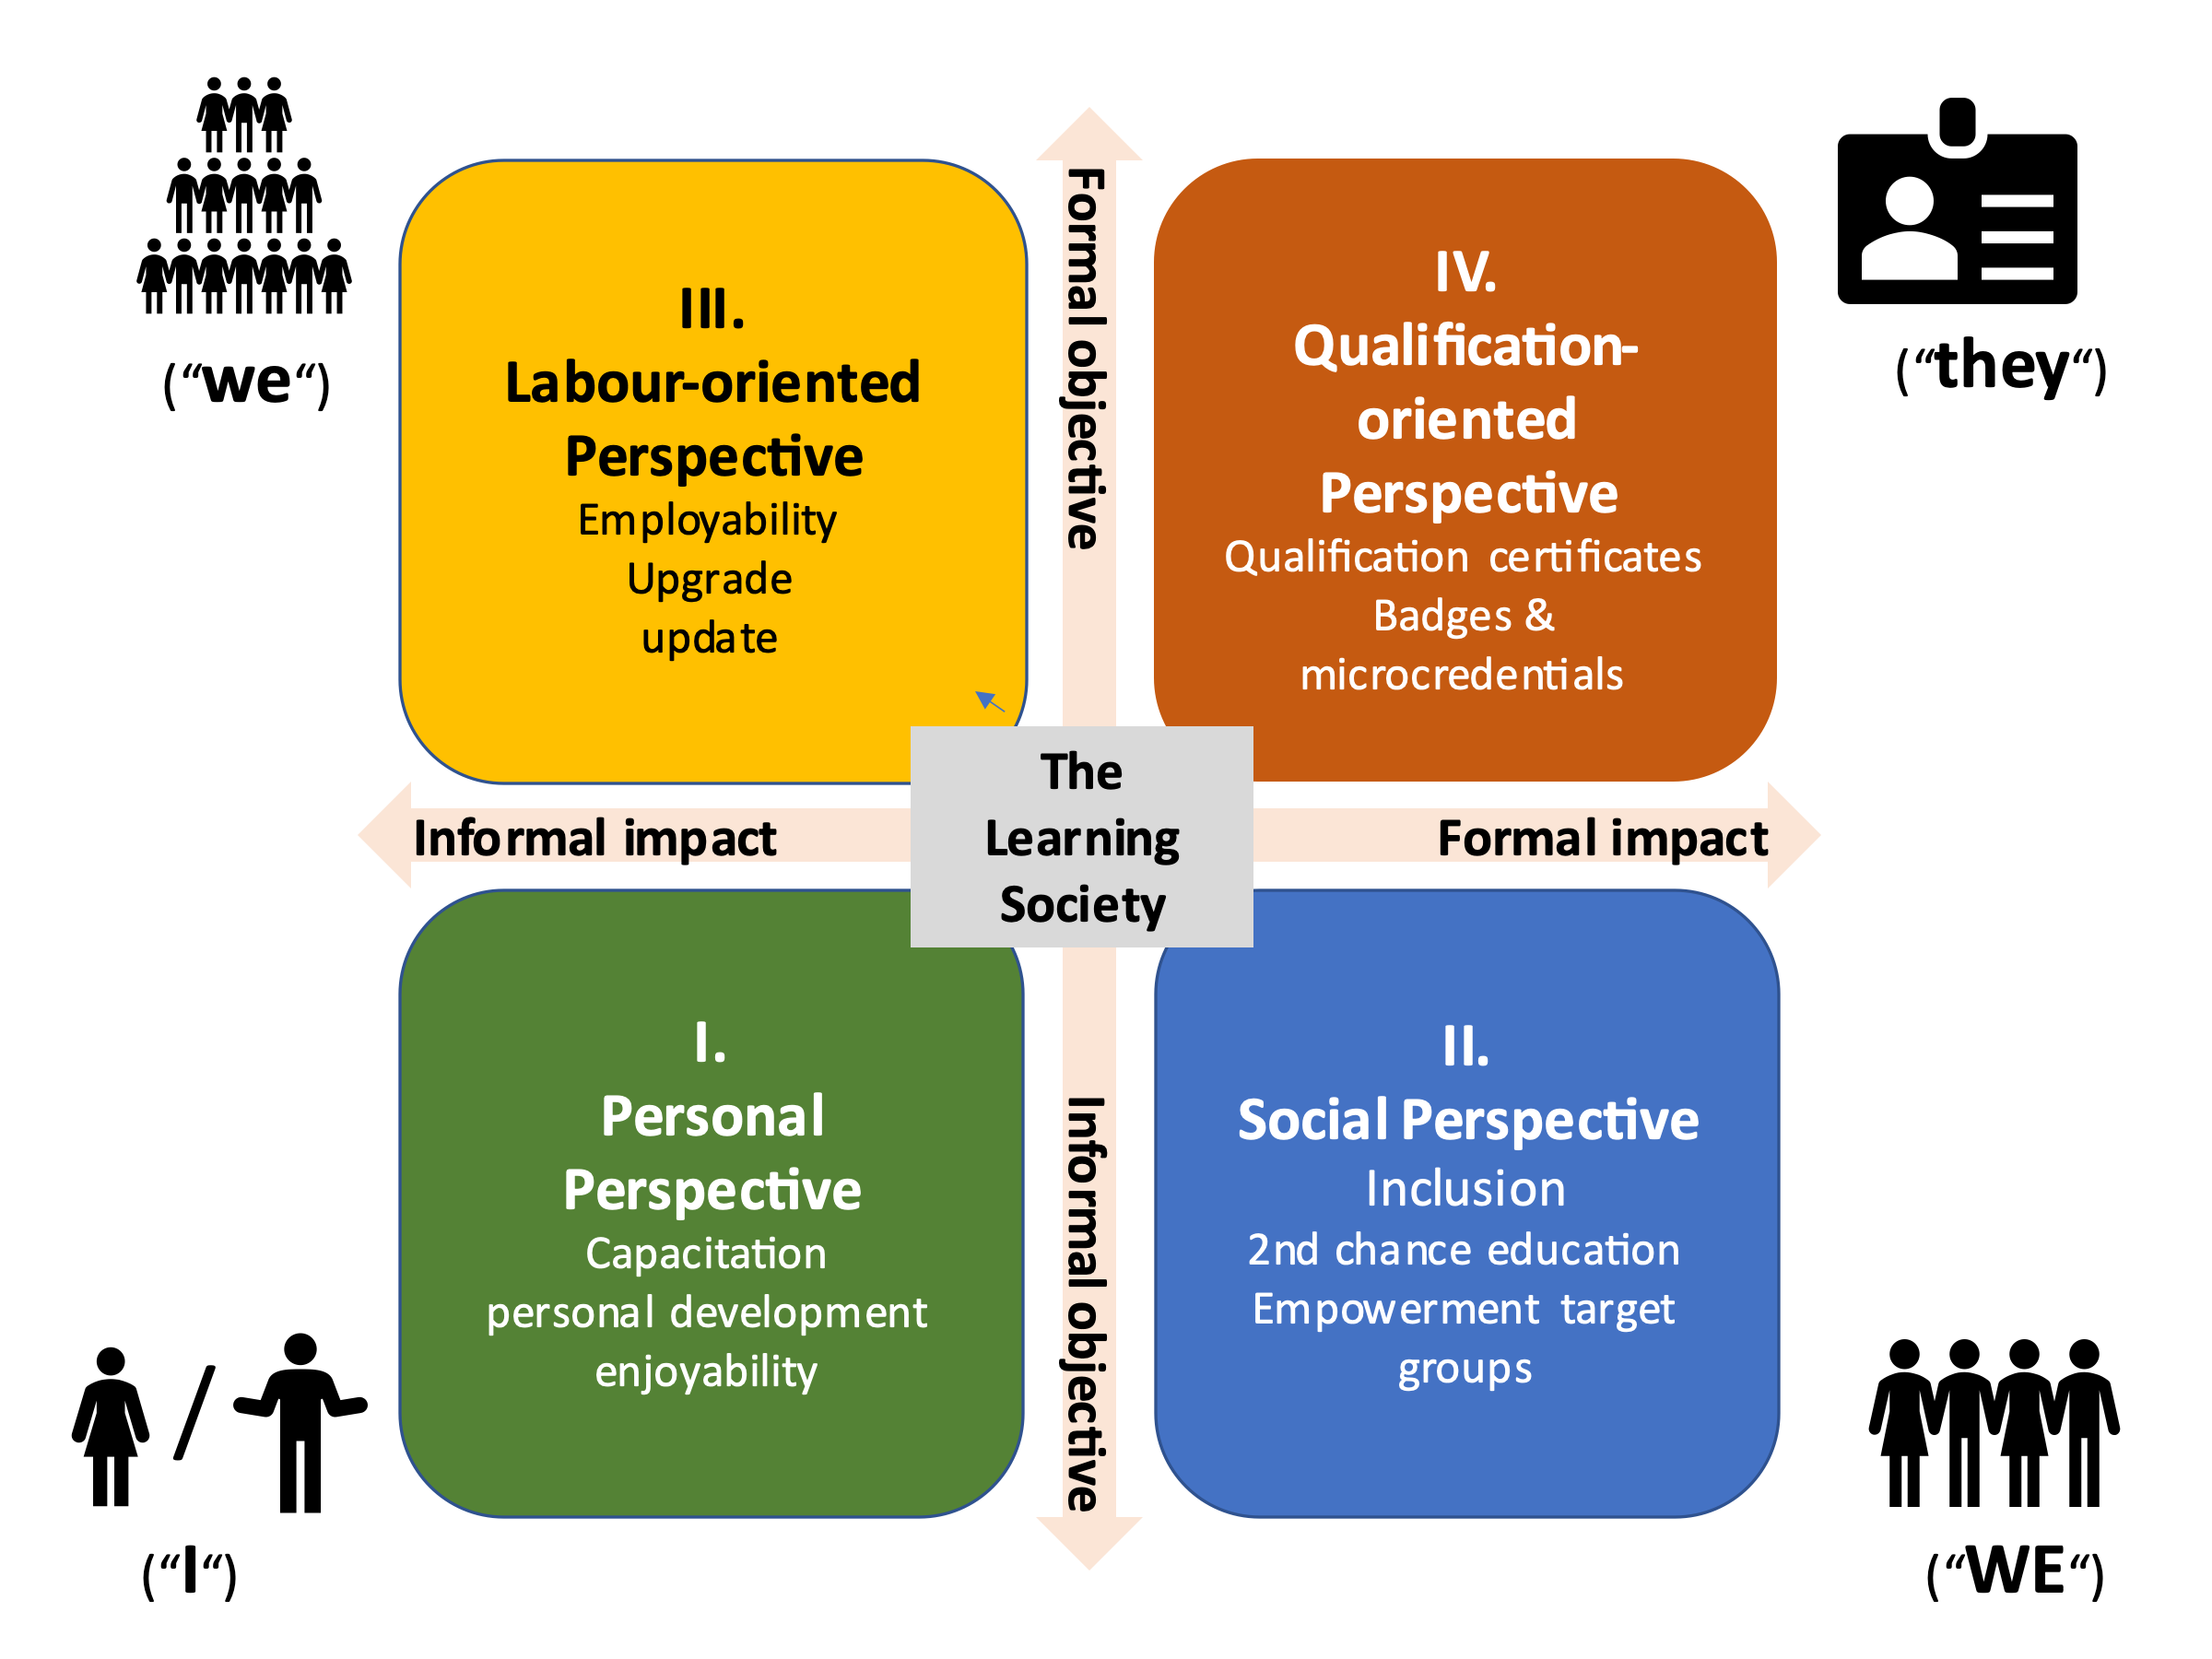 Formal objective
III.
Labour-oriented
Perspective
Employability
Upgrade
update
(“we“)
IV.
Qualification-
oriented
Perspective
Qualification certificates
Badges &
microcredentials
(“they“)
Informal impact
The
Learning
Society
Formal impact
I.
Personal
Perspective
Capacitation
personal development
enjoyability
(“I“)
Informal objective
II.
Social Perspective
Inclusion
2nd chance education
Empowerment target
groups
(“WE“)